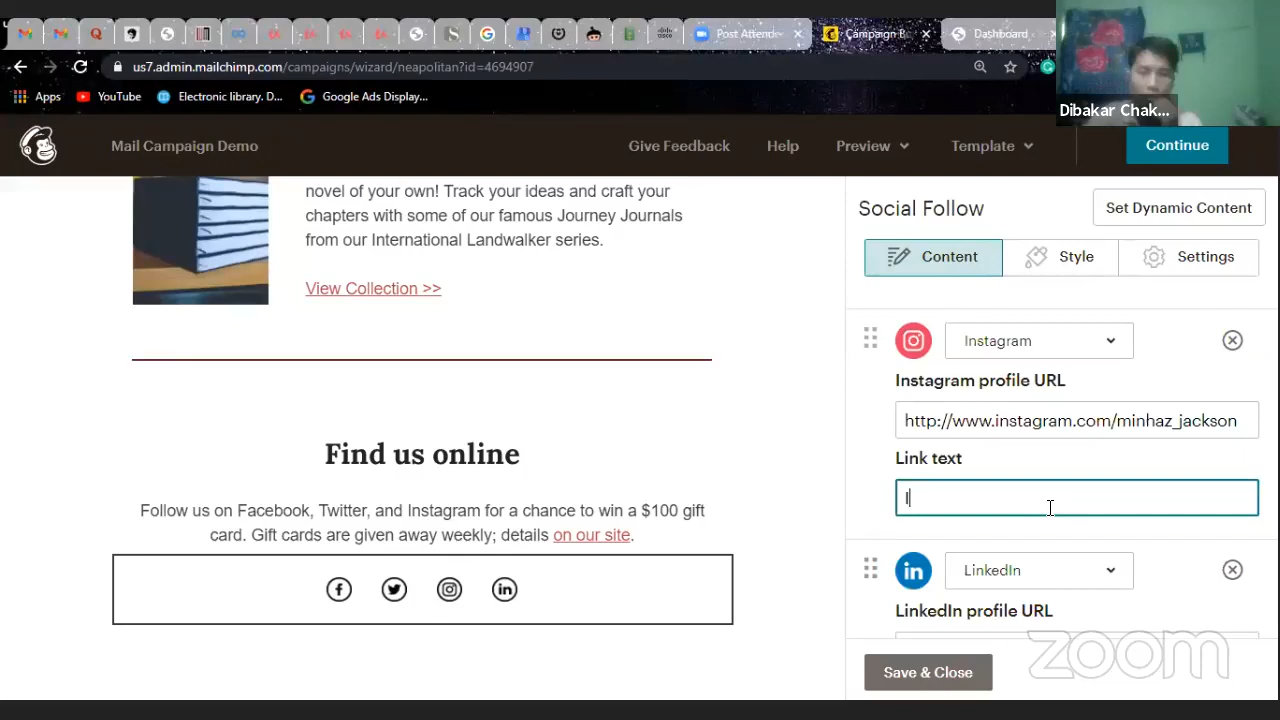 Post Attende
Campaign B
Dashboard
us7.admin.mailchimp.com/campaigns/wizard/neapolitan?id=4694907
Apps
YouTube
Electronic library. D...
Google Ads Display...
Dibakar Chak...
Mail Campaign Demo
Give Feedback
Help
Preview
Template
Continue
novel of your own! Track your ideas and craft your
chapters with some of our famous Journey Journals
from our International Landwalker series.
View Collection >>
Find us online
Follow us on Facebook, Twitter, and Instagram for a chance to win a $100 gift
card. Gift cards are given away weekly; details on our site.
Social Follow
Set Dynamic Content
Content
Style
Settings
Instagram
Instagram profile URL
http://www.instagram.com/minhaz_jackson
Link text
I
LinkedIn
LinkedIn profile URL
Save & Close
zoom